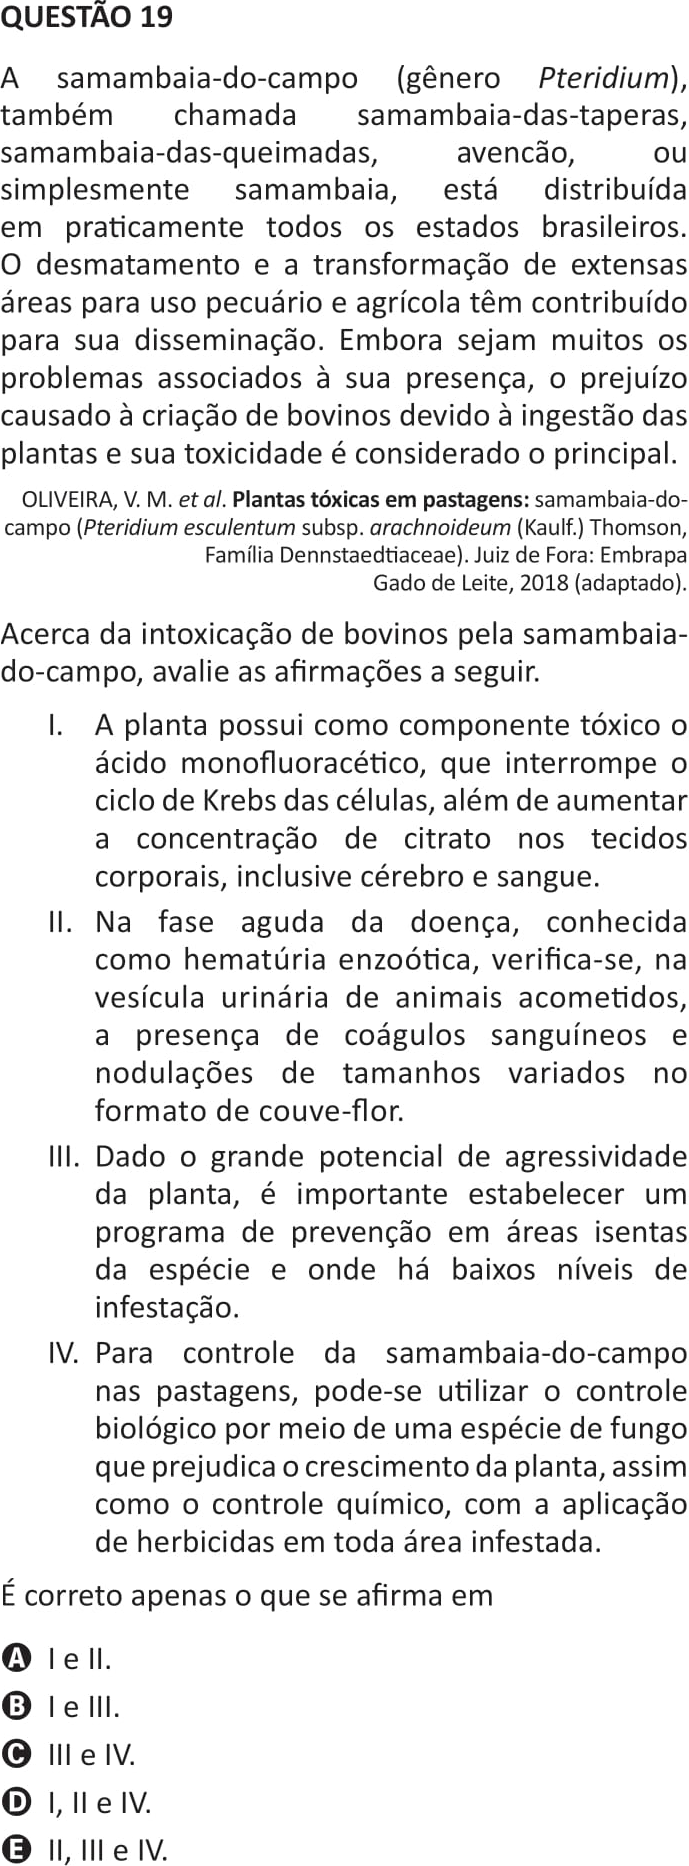 QUESTÃO 19
A samambaia-do-campo (gênero Pteridium),
também chamada samambaia-das-taperas,
samambaia-das-queimadas, avencão, ou
simplesmente samambaia, está distribuída
em praticamente todos os estados brasileiros.
O desmatamento e a transformação de extensas
áreas para uso pecuário e agrícola têm contribuído
para sua disseminação. Embora sejam muitos os
problemas associados à sua presença, o prejuízo
causado à criação de bovinos devido à ingestão das
plantas e sua toxicidade é considerado o principal.
OLIVEIRA, V. M. et al. Plantas tóxicas em pastagens: samambaia-do-
campo (Pteridium esculentum subsp. arachnoideum (Kaulf.) Thomson,
Família Dennstaedtiaceae). Juiz de Fora: Embrapa
Gado de Leite, 2018 (adaptado).
Acerca da intoxicação de bovinos pela samambaia-
do-campo, avalie as afirmações a seguir.
I. A planta possui como componente tóxico o
ácido monofluoracético, que interrompe o
ciclo de Krebs das células, além de aumentar
a concentração de citrato nos tecidos
corporais, inclusive cérebro e sangue.
II. Na fase aguda da doença, conhecida
como hematúria enzoótica, verifica-se, na
vesícula urinária de animais acometidos,
a presença de coágulos sanguíneos e
nodulações de tamanhos variados no
formato de couve-flor.
III. Dado o grande potencial de agressividade
da planta, é importante estabelecer um
programa de prevenção em áreas isentas
da espécie e onde há baixos níveis de
infestação.
IV. Para controle da samambaia-do-campo
nas pastagens, pode-se utilizar o controle
biológico por meio de uma espécie de fungo
que prejudica o crescimento da planta, assim
como o controle químico, com a aplicação
de herbicidas em toda área infestada.
É correto apenas o que se afirma em
A I e II.
B I e III.
C III e IV.
D I, II e IV.
E II, III e IV.